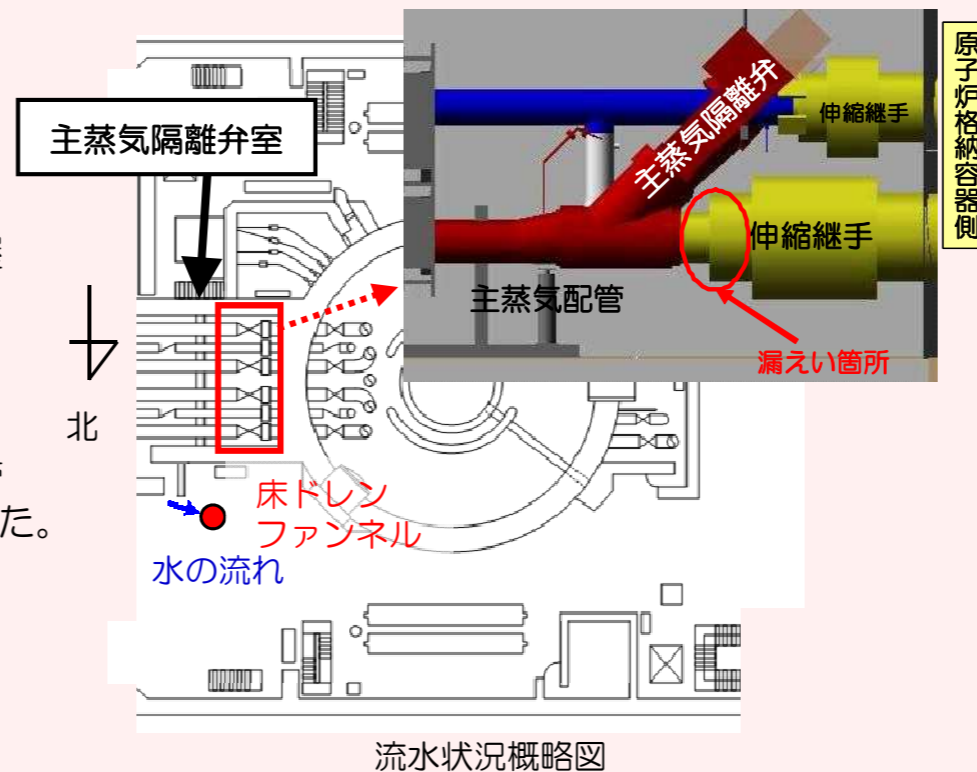 主蒸気隔離弁室
主蒸気隔離弁
伸縮継手
原子炉格納容器側
伸縮継手
主蒸気配管
漏えい箇所
北
た。
床ドレン
ファンネル
水の流れ
流水状況概略図